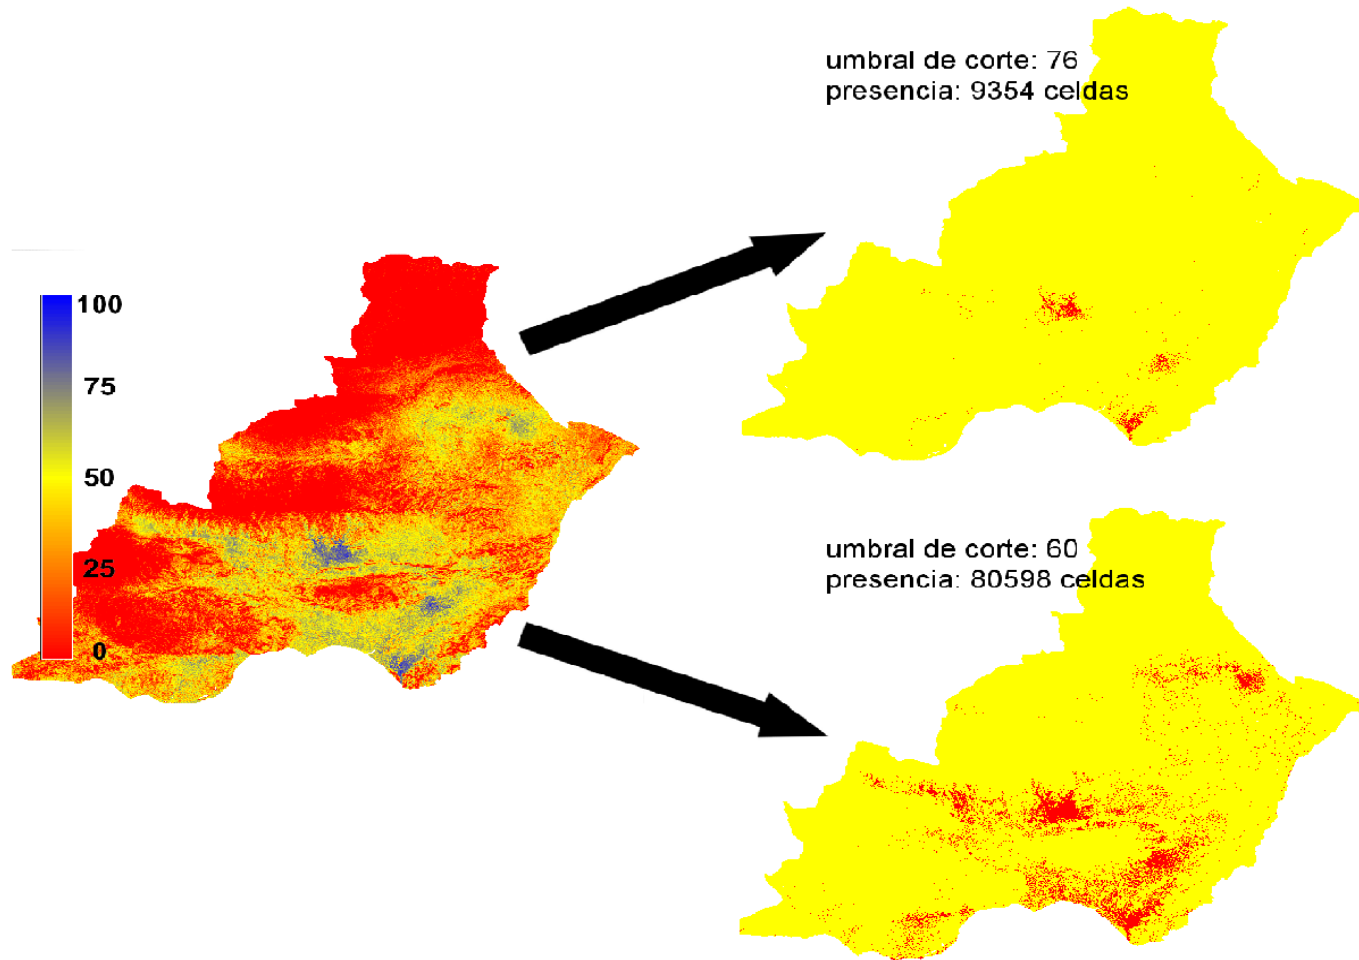 umbral de corte: 76
presencia: 9354 celdas
100
75
50
25
0
umbral de corte: 60
presencia: 80598 celdas